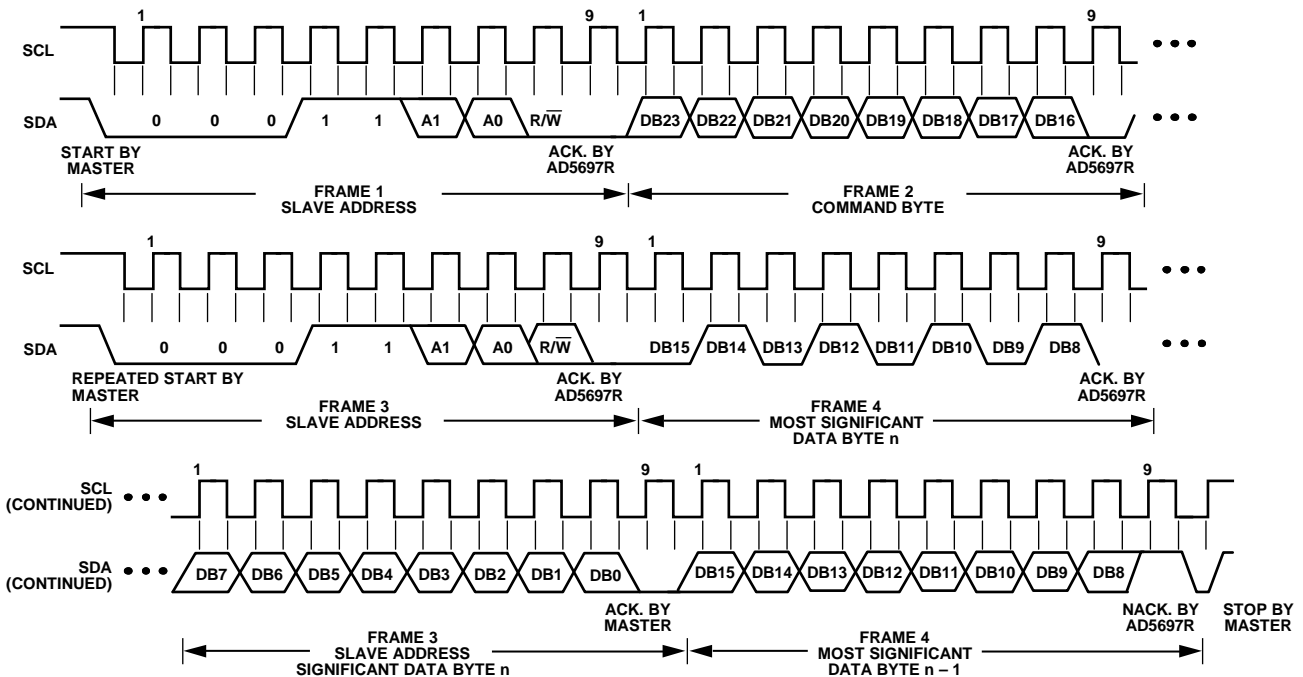 1 9 1 9
SCL
SDA 0 0 0 1 1 A1 A0 R/W̅ DB23 DB22 DB21 DB20 DB19 DB18 DB17 DB16
START BY MASTER
ACK. BY AD5697R
ACK. BY AD5697R
FRAME 1
SLAVE ADDRESS
FRAME 2
COMMAND BYTE
1 9 1 9
SCL
SDA 0 0 0 1 1 A1 A0 R/W̅ DB15 DB14 DB13 DB12 DB11 DB10 DB9 DB8
REPEATED START BY
MASTER
ACK. BY
AD5697R
ACK. BY
AD5697R
FRAME 3
SLAVE ADDRESS
FRAME 4
MOST SIGNIFICANT
DATA BYTE n
1 9 1 9
SCL
(CONTINUED)
SDA
(CONTINUED)
DB7 DB6 DB5 DB4 DB3 DB2 DB1 DB0 DB15 DB14 DB13 DB12 DB11 DB10 DB9 DB8
ACK. BY
MASTER
NACK. BY
AD5697R
STOP BY
MASTER
FRAME 3
SLAVE ADDRESS
SIGNIFICANT DATA BYTE n
FRAME 4
MOST SIGNIFICANT
DATA BYTE n – 1